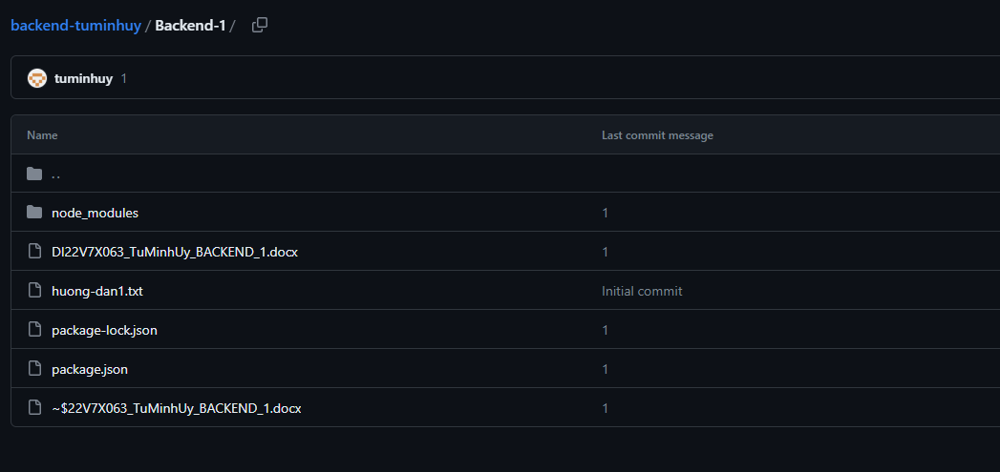 backend-tuminhuy / Backend-1 /
tuminhuy 1
Name Last commit message
..
node_modules 1
DI22V7X063_TuMinhUy_BACKEND_1.docx 1
huong-dan1.txt Initial commit
package-lock.json 1
package.json 1
~$22V7X063_TuMinhUy_BACKEND_1.docx 1